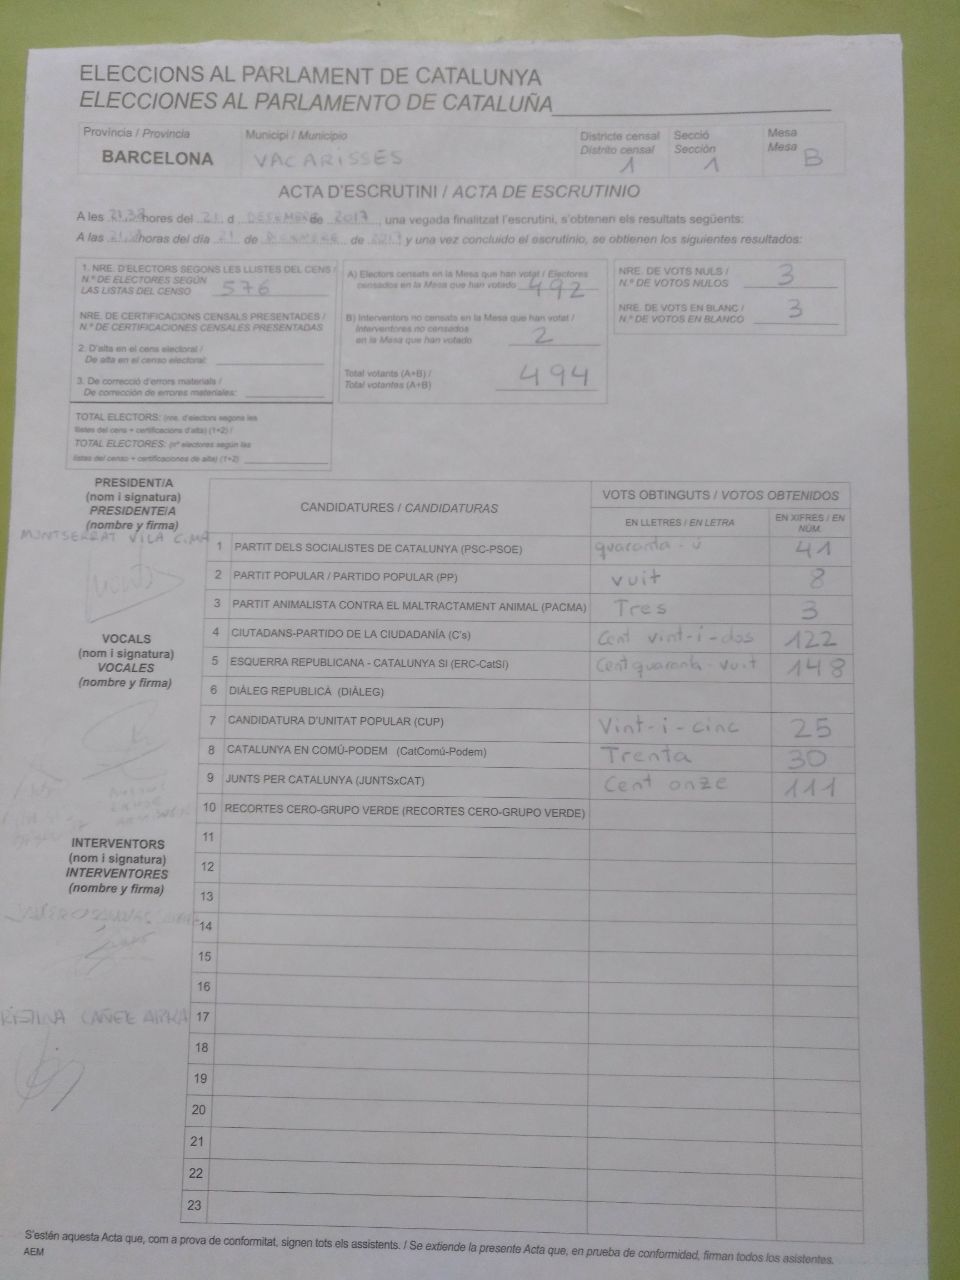 ELECCIONS AL PARLAMENT DE CATALUNYA
ELECCIONES AL PARLAMENTO DE CATALUÑA
Província / Provincia Municipi / Municipio Districte censal Secció Mesa
Distrito censal Sección Mesa
BARCELONA VACARISSES 1 1 B
ACTA D'ESCRUTINI / ACTA DE ESCRUTINIO
A les 21,38 hores del 21 d DESEMBRE de 2017, una vegada finalitzat l'escrutini, s'obtenen els resultats següents:
A las horas del día 21 de de 2017 y una vez concluido el escrutinio, se obtienen los siguientes resultados:
1. NRE. D'ELECTORS SEGONS LES LLISTES DEL CENS /
N.º DE ELECTORES SEGÚN
LAS LISTAS DEL CENSO 576
NRE. DE CERTIFICACIONS CENSALS PRESENTADES /
N.º DE CERTIFICACIONES CENSALES PRESENTADAS
2. D'alta en el cens electoral /
De alta en el censo electoral:
3. De correcció d'errors materials /
De corrección de errores materiales:
TOTAL ELECTORS: (nre. d'electors segons les
llistes del cens + certificacions d'alta) (1+2) /
TOTAL ELECTORES: (nº electores según las
listas del censo + certificaciones de alta) (1+2)
A) Electors censats en la Mesa que han votat / Electores
censados en la Mesa que han votado 492
B) Interventors no censats en la Mesa que han votat /
Interventores no censados
en la Mesa que han votado 2
Total votants (A+B) /
Total votantes (A+B) 494
NRE. DE VOTS NULS /
N.º DE VOTOS NULOS 3
NRE. DE VOTS EN BLANC /
N.º DE VOTOS EN BLANCO 3
PRESIDENT/A
(nom i signatura)
PRESIDENTE/A
(nombre y firma)
MONTSERRAT VILA CIMA
VOCALS
(nom i signatura)
VOCALES
(nombre y firma)
INTERVENTORS
(nom i signatura)
INTERVENTORES
(nombre y firma)
CAÑETE
CANDIDATURES / CANDIDATURAS VOTS OBTINGUTS / VOTOS OBTENIDOS
EN LLETRES / EN LETRA EN XIFRES / EN NÚM.
1 PARTIT DELS SOCIALISTES DE CATALUNYA (PSC-PSOE) quaranta-ú 41
2 PARTIT POPULAR / PARTIDO POPULAR (PP) vuit 8
3 PARTIT ANIMALISTA CONTRA EL MALTRACTAMENT ANIMAL (PACMA) Tres 3
4 CIUTADANS-PARTIDO DE LA CIUDADANÍA (C's) Cent vint-i-dos 122
5 ESQUERRA REPUBLICANA - CATALUNYA SI (ERC-CatSí) Cent quaranta-vuit 148
6 DIÀLEG REPUBLICÀ (DIÀLEG)
7 CANDIDATURA D'UNITAT POPULAR (CUP) Vint-i-cinc 25
8 CATALUNYA EN COMÚ-PODEM (CatComú-Podem) Trenta 30
9 JUNTS PER CATALUNYA (JUNTSxCAT) Cent onze 111
10 RECORTES CERO-GRUPO VERDE (RECORTES CERO-GRUPO VERDE)
11
12
13
14
15
16
17
18
19
20
21
22
23
S'estén aquesta Acta que, com a prova de conformitat, signen tots els assistents. / Se extiende la presente Acta que, en prueba de conformidad, firman todos los asistentes.
AEM